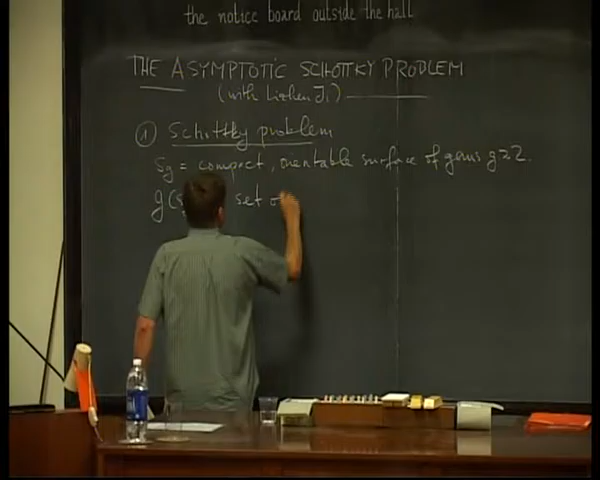 the notice board outside the hall
THE ASYMPTOTIC SCHOTTKY PROBLEM
(with Lizhen Ji)
① Schottky problem
Sg = compact, orientable surface of genus g≥2.
set o